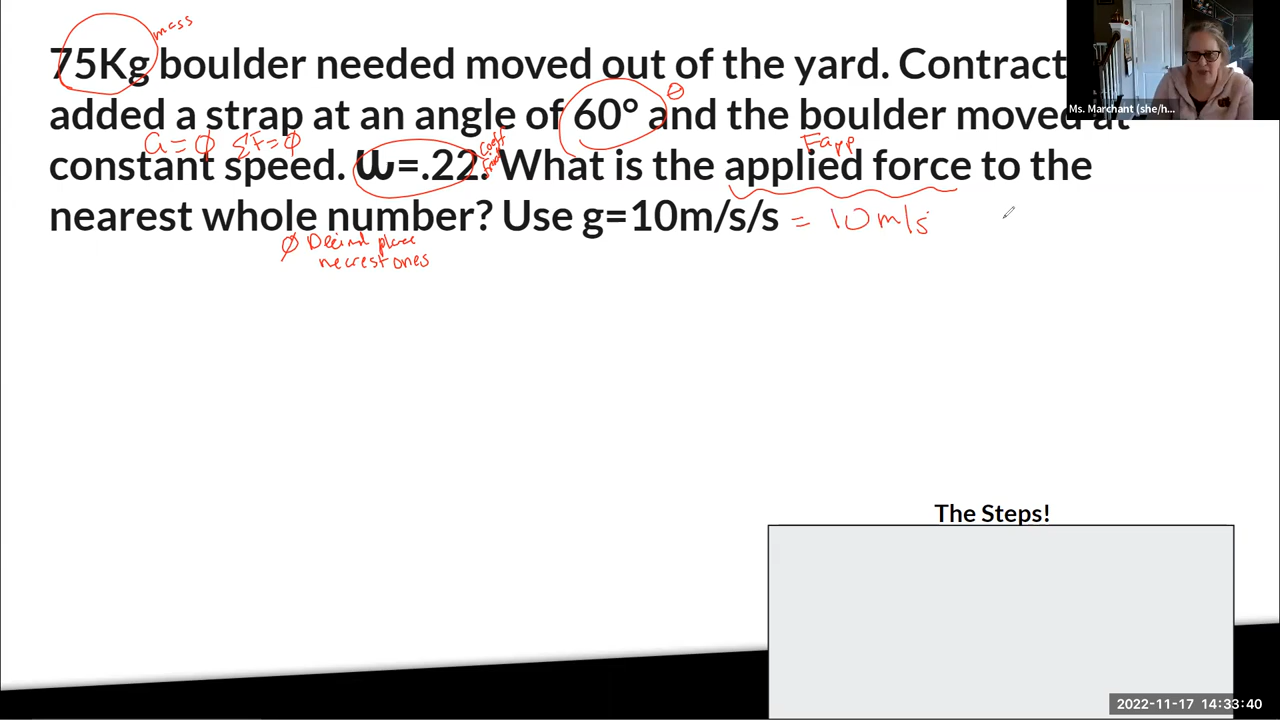 mass
75Kg boulder needed moved out of the yard. Contract
added a strap at an angle of 60° and the boulder moved at
θ
a=∅ ΣF=∅
coeff
Fapp
constant speed. 𝞵=.22. What is the applied force to the
nearest whole number? Use g=10m/s/s = 10m/s
∅ Decimal place
nearest ones
The Steps!
Ms. Marchant (she/h...
2022-11-17 14:33:40